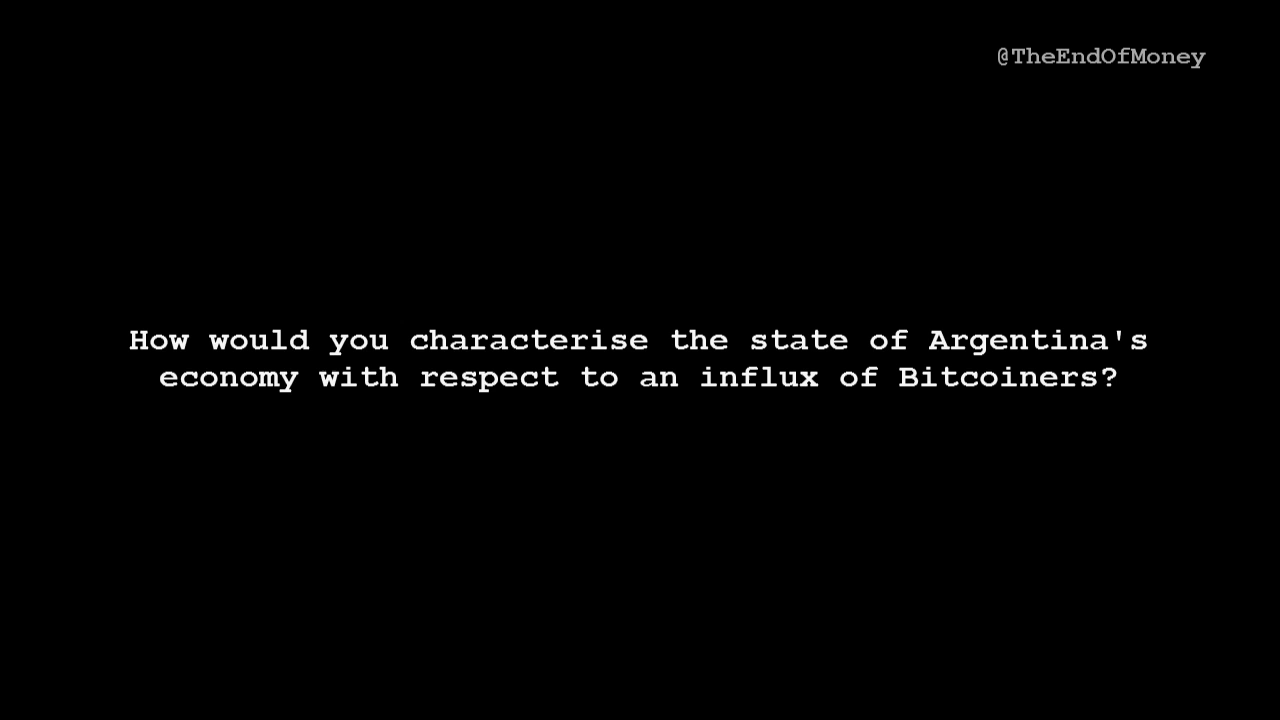 @TheEndOfMoney
How would you characterise the state of Argentina's
economy with respect to an influx of Bitcoiners?